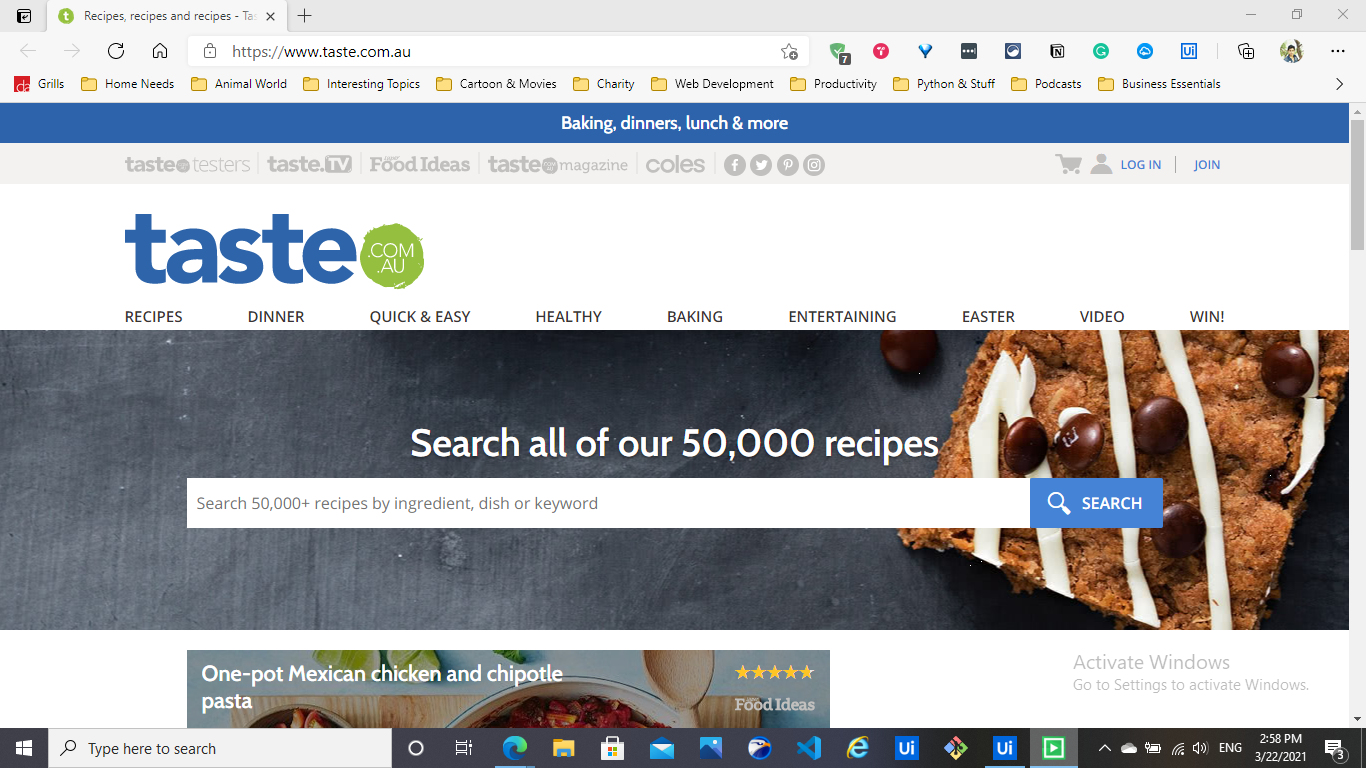 Recipes, recipes and recipes - Tas
https://www.taste.com.au
7
Ui
Grills
Home Needs
Animal World
Interesting Topics
Cartoon & Movies
Charity
Web Development
Productivity
Python & Stuff
Podcasts
Business Essentials
Baking, dinners, lunch & more
taste testers
taste.TV
Food Ideas
taste.com.au magazine
coles
LOG IN
JOIN
taste.COM.AU
RECIPES
DINNER
QUICK & EASY
HEALTHY
BAKING
ENTERTAINING
EASTER
VIDEO
WIN!
Search all of our 50,000 recipes
Search 50,000+ recipes by ingredient, dish or keyword
SEARCH
One-pot Mexican chicken and chipotle
pasta
Food Ideas
Activate Windows
Go to Settings to activate Windows.
Type here to search
Ui
Ui
ENG
2:58 PM
3/22/2021
3